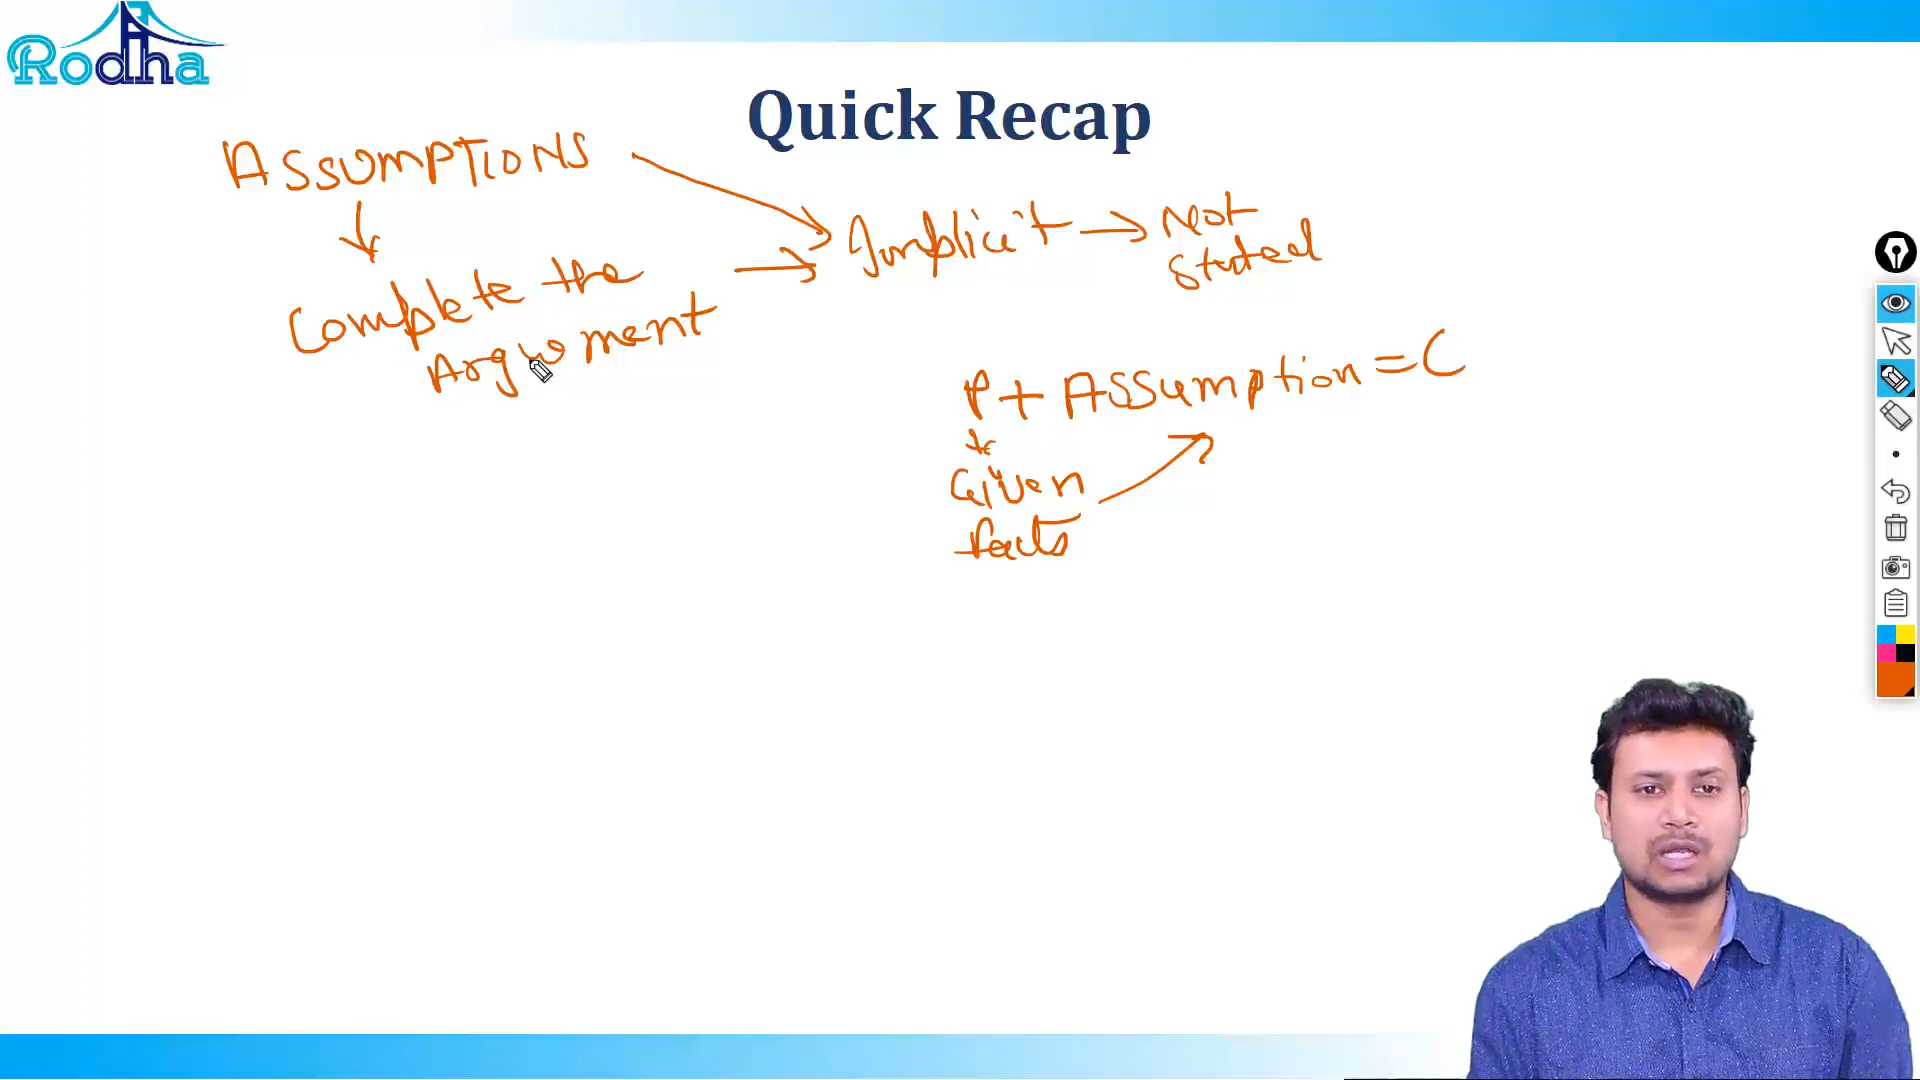 Rodha
Quick Recap
ASSUMPTIONS
Implicit → Not
stated
Complete the
Argument
P + Assumption = C
Given
facts